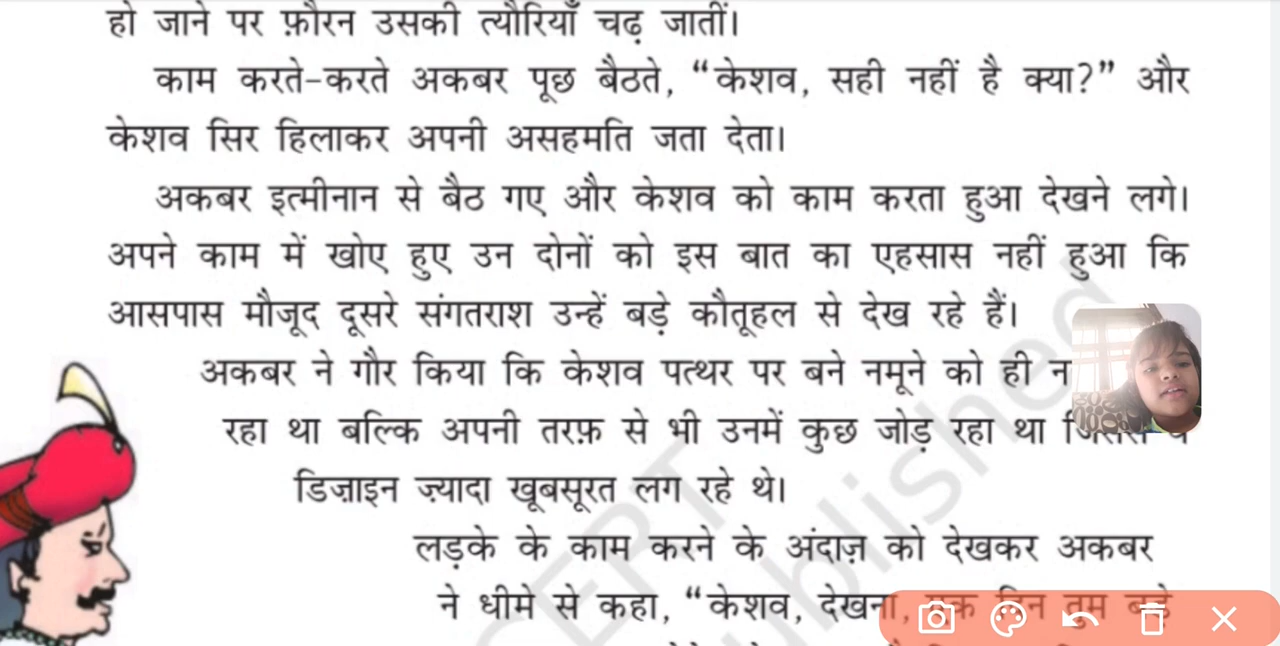 हो जाने पर फ़ौरन उसकी त्यौरियाँ चढ़ जातीं।
काम करते-करते अकबर पूछ बैठते, “केशव, सही नहीं है क्या?” और
केशव सिर हिलाकर अपनी असहमति जता देता।
अकबर इत्मीनान से बैठ गए और केशव को काम करता हुआ देखने लगे।
अपने काम में खोए हुए उन दोनों को इस बात का एहसास नहीं हुआ कि
आसपास मौजूद दूसरे संगतराश उन्हें बड़े कौतूहल से देख रहे हैं।
अकबर ने गौर किया कि केशव पत्थर पर बने नमूने को ही
रहा था बल्कि अपनी तरफ़ से भी उनमें कुछ जोड़ रहा था
डिज़ाइन ज़्यादा खूबसूरत लग रहे थे।
लड़के के काम करने के अंदाज़ को देखकर अकबर
ने धीमे से कहा, “केशव, देखना, एक दिन तुम बड़े
published